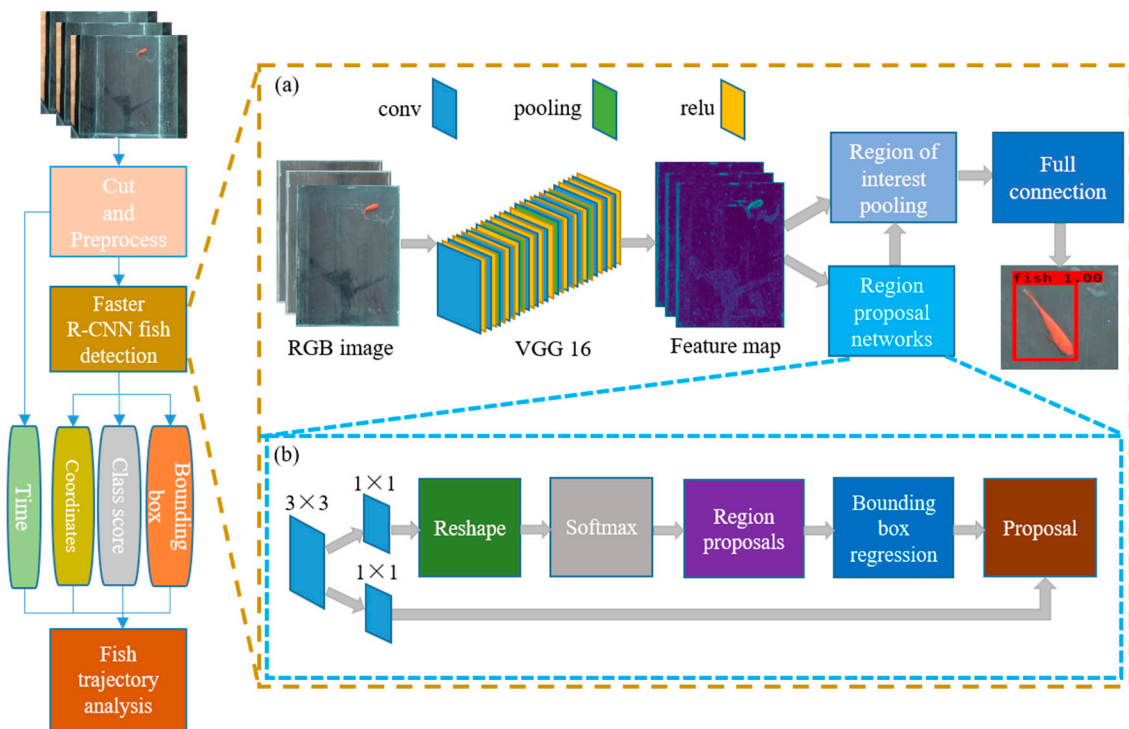 Cut
and
Preprocess
Faster
R-CNN fish
detection
Time
Coordinates
Class score
Bounding
box
Fish
trajectory
analysis
(a)
conv
pooling
relu
RGB image
VGG 16
Feature map
Region of
interest
pooling
Full
connection
Region
proposal
networks
fish 1.00
(b)
3×3
1×1
1×1
Reshape
Softmax
Region
proposals
Bounding
box
regression
Proposal